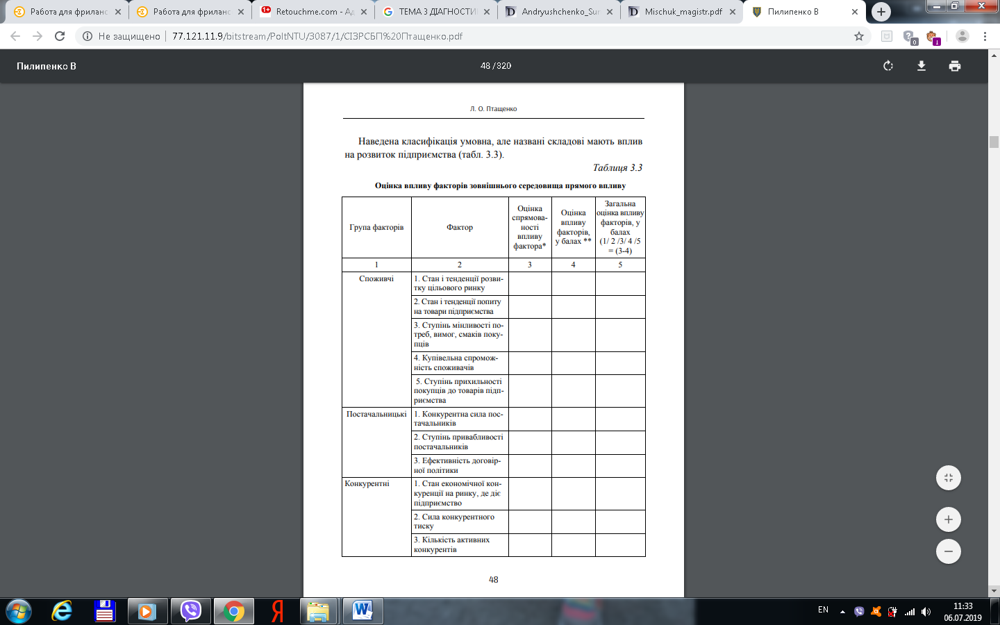 Работа для фриланс
Работа для фриланс
Retouchme.com - Ад
ТЕМА 3 ДІАГНОСТИ
Andryushchenko_Su
Mischuk_magistr.pdf
Пилипенко В
Не защищено
77.121.11.9/bitstream/PoltNTU/3087/1/СІЗРСБП%20Птащенко.pdf
0
1
Пилипенко В
48 / 320
Л. О. Птащенко
Наведена класифікація умовна, але названі складові мають вплив
на розвиток підприємства (табл. 3.3).
Таблиця 3.3
Оцінка впливу факторів зовнішнього середовища прямого впливу
Група факторів
Фактор
Оцінка
спрямова-
ності
впливу
фактора*
Оцінка
впливу
факторів,
у балах **
Загальна
оцінка впливу
факторів, у
балах
(1/ 2 /3/ 4 /5
= (3-4)
1
2
3
4
5
Споживчі
1. Стан і тенденції розви-
тку цільового ринку
2. Стан і тенденції попиту
на товари підприємства
3. Ступінь мінливості по-
треб, вимог, смаків поку-
пців
4. Купівельна спромож-
ність споживачів
5. Ступінь прихильності
покупців до товарів підп-
риємства
Постачальницькі
1. Конкурентна сила пос-
тачальників
2. Ступінь привабливості
постачальників
3. Ефективність договір-
ної політики
Конкурентні
1. Стан економічної кон-
куренції на ринку, де діє
підприємство
2. Сила конкурентного
тиску
3. Кількість активних
конкурентів
48
EN
11:33
06.07.2019